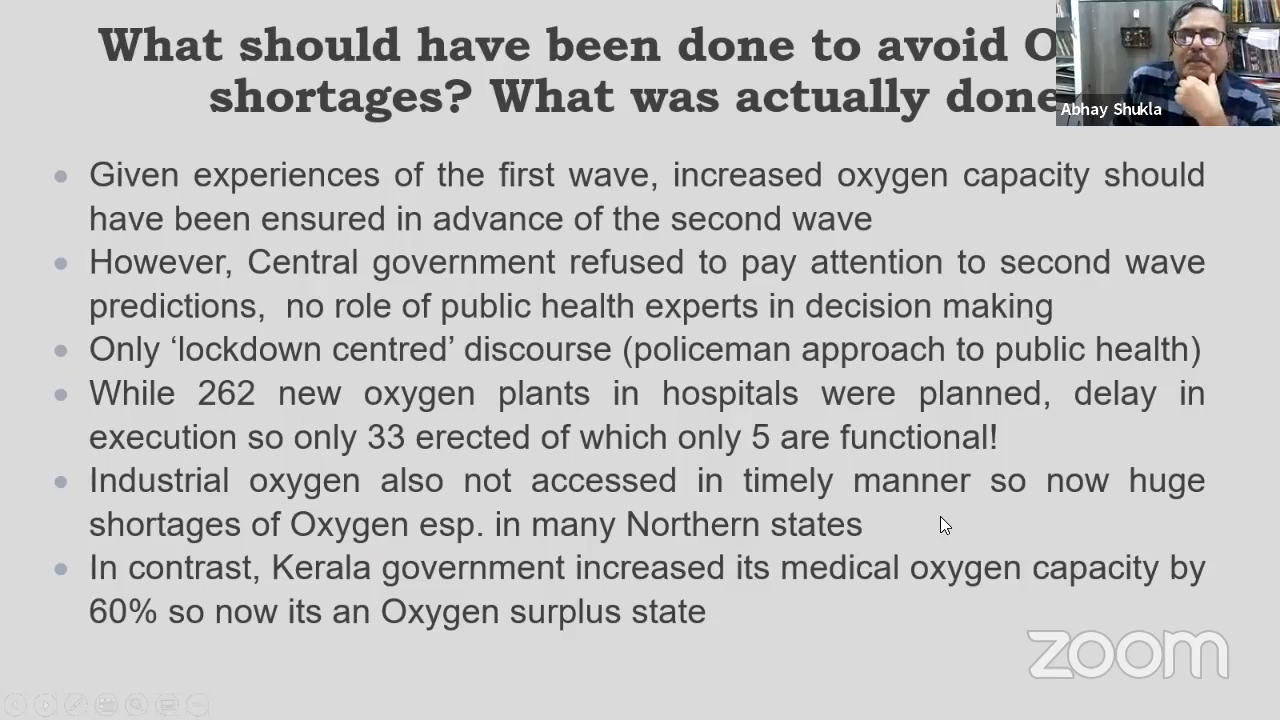 What should have been done to avoid
shortages? What was actually done
Abhay Shukla
Given experiences of the first wave, increased oxygen capacity should
have been ensured in advance of the second wave
However, Central government refused to pay attention to second wave
predictions, no role of public health experts in decision making
Only ‘lockdown centred’ discourse (policeman approach to public health)
While 262 new oxygen plants in hospitals were planned, delay in
execution so only 33 erected of which only 5 are functional!
Industrial oxygen also not accessed in timely manner so now huge
shortages of Oxygen esp. in many Northern states
In contrast, Kerala government increased its medical oxygen capacity by
60% so now its an Oxygen surplus state
zoom